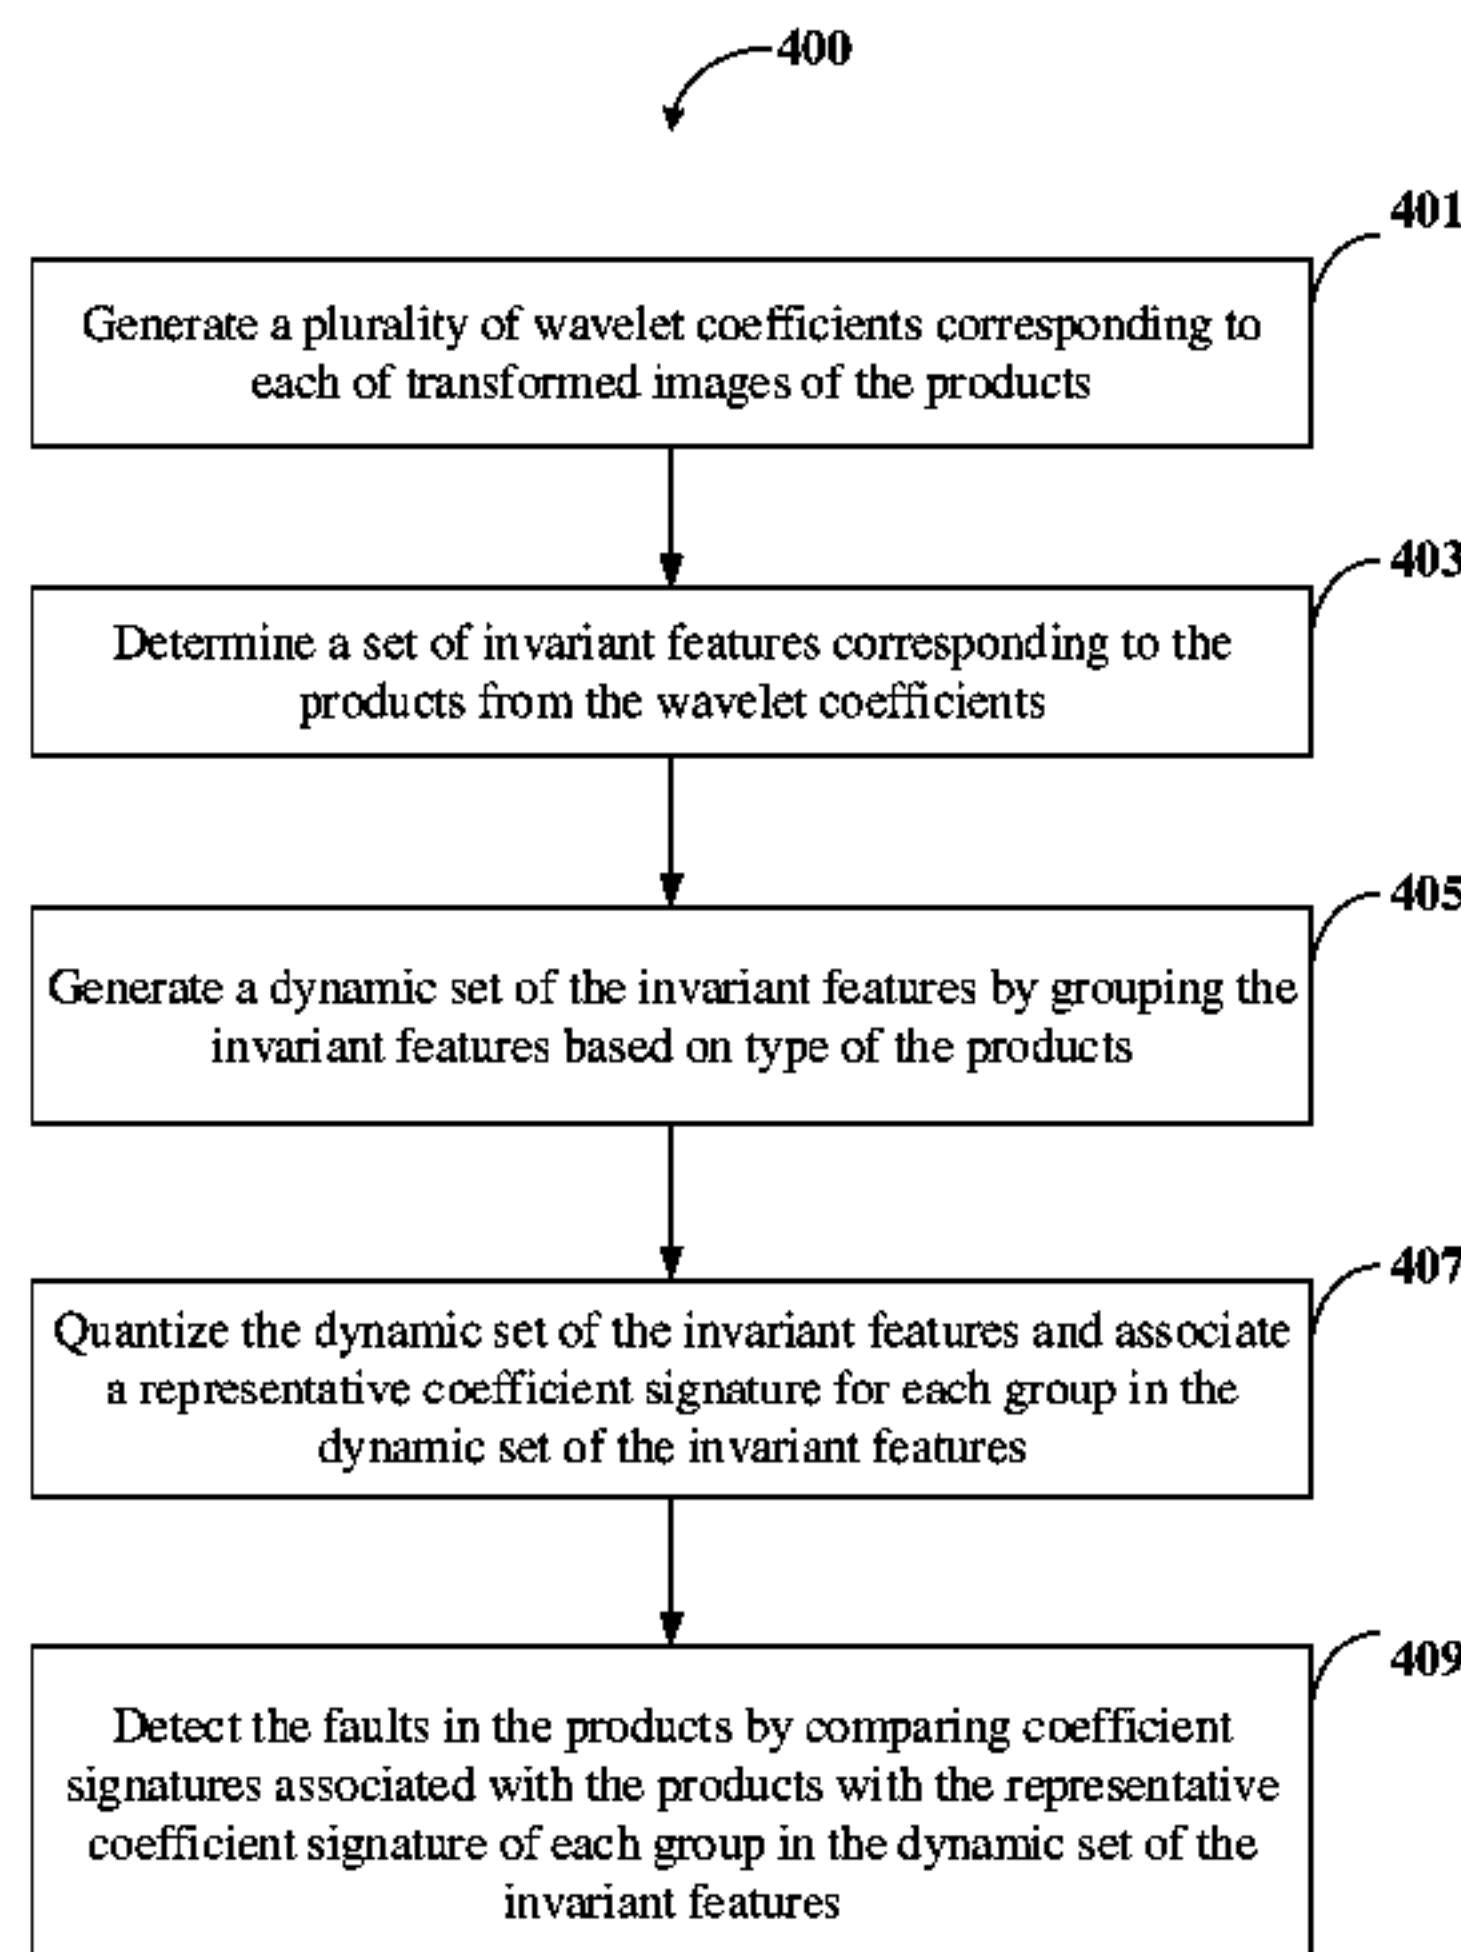 400
401
Generate a plurality of wavelet coefficients corresponding to
each of transformed images of the products
403
Determine a set of invariant features corresponding to the
products from the wavelet coefficients
405
Generate a dynamic set of the invariant features by grouping the
invariant features based on type of the products
407
Quantize the dynamic set of the invariant features and associate
a representative coefficient signature for each group in the
dynamic set of the invariant features
409
Detect the faults in the products by comparing coefficient
signatures associated with the products with the representative
coefficient signature of each group in the dynamic set of the
invariant features